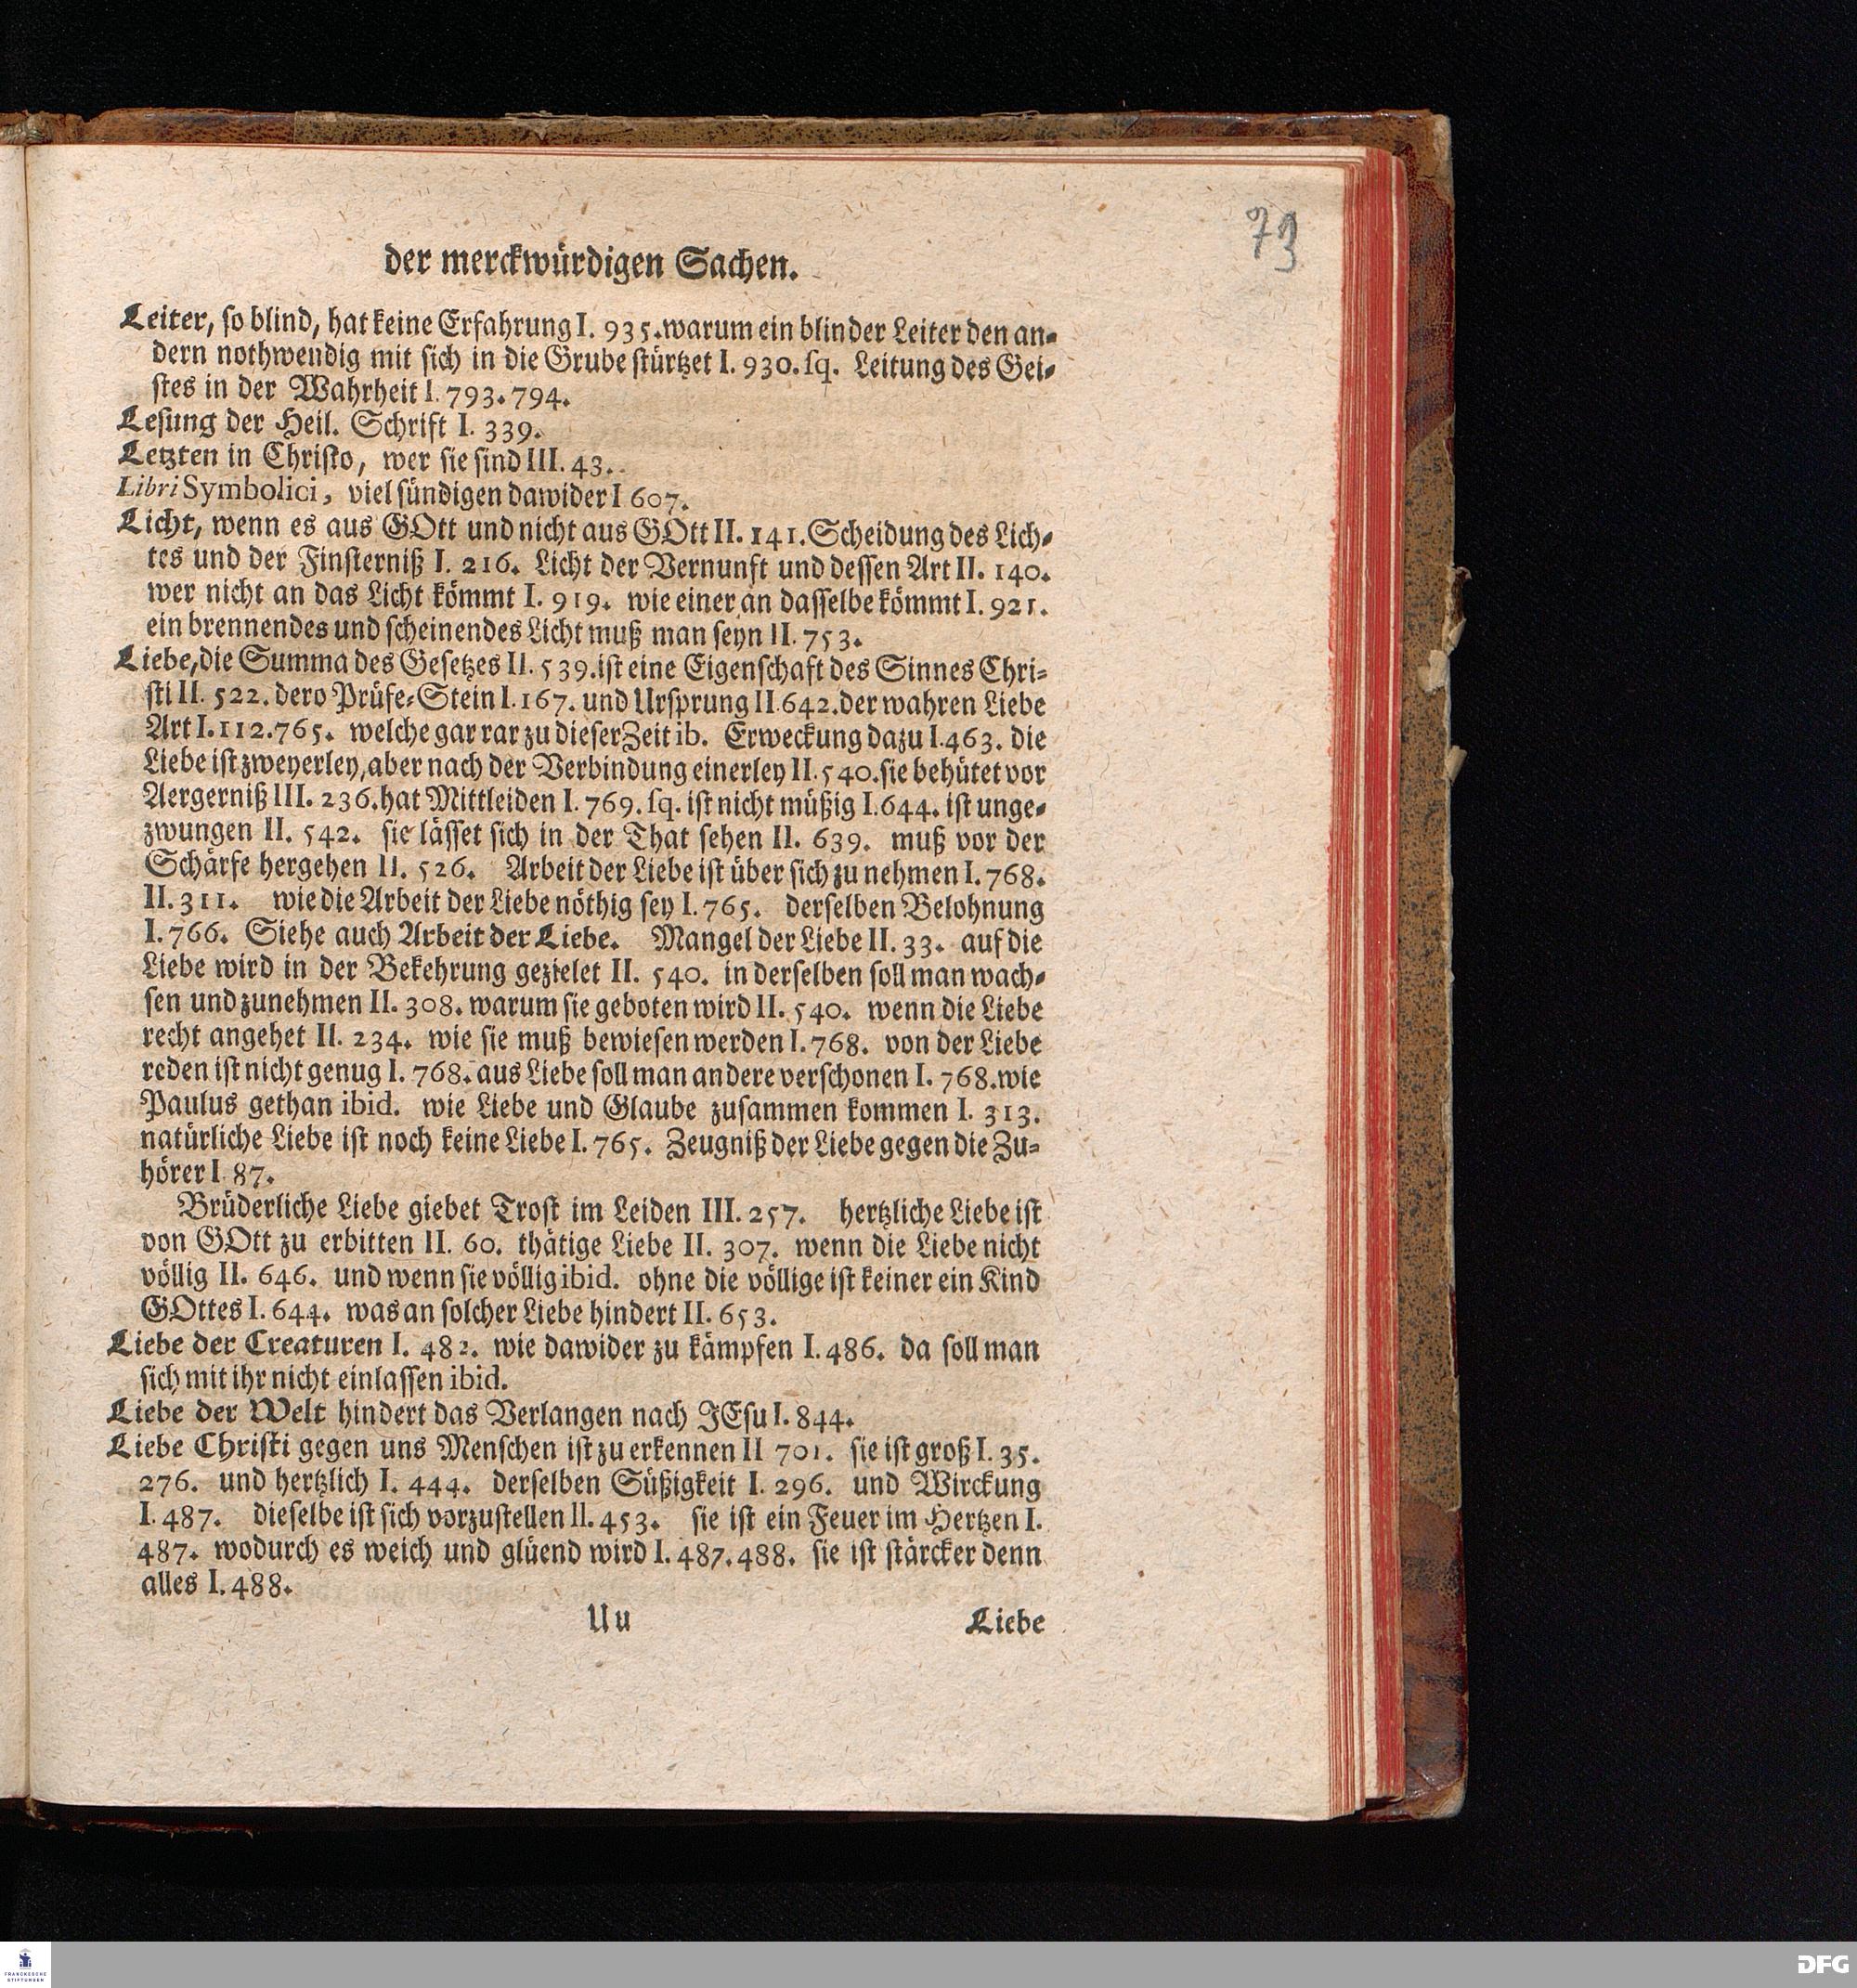 73
der merckwürdigen Sachen.
Leiter, so blind, hat keine Erfahrung I. 935. warum ein blinder Leiter den an-
dern nothwendig mit sich in die Grube stürtzet I. 930. sq. Leitung des Gei-
stes in der Wahrheit I. 793. 794.
Lesung der Heil. Schrift I. 339.
Letzten in Christo, wer sie sind III. 43.
Libri Symbolici, viel sündigen dawider I 607.
Licht, wenn es aus GOtt und nicht aus GOtt II. 141. Scheidung des Lich-
tes und der Finsterniß I. 216. Licht der Vernunft und dessen Art II. 140.
wer nicht an das Licht kömmt I. 919. wie einer an dasselbe kömmt I. 921.
ein brennendes und scheinendes Licht muß man seyn II. 753.
Liebe, die Summa des Gesetzes II. 539. ist eine Eigenschaft des Sinnes Chri-
sti II. 522. dero Prüfe-Stein I. 167. und Ursprung II. 642. der wahren Liebe
Art I. 112. 765. welche gar rar zu dieser Zeit ib. Erweckung dazu I. 463. die
Liebe ist zweyerley, aber nach der Verbindung einerley II. 540. sie behütet vor
Aergerniß III. 236. hat Mittleiden I. 769. sq. ist nicht müßig I. 644. ist unge-
zwungen II. 542. sie lässet sich in der That sehen II. 639. muß vor der
Schärfe hergehen II. 526. Arbeit der Liebe ist über sich zu nehmen I. 768.
II. 311. wie die Arbeit der Liebe nöthig sey I. 765. derselben Belohnung
I. 766. Siehe auch Arbeit der Liebe. Mangel der Liebe II. 33. auf die
Liebe wird in der Bekehrung gezielet II. 540. in derselben soll man wach-
sen und zunehmen II. 308. warum sie geboten wird II. 540. wenn die Liebe
recht angehet II. 234. wie sie muß bewiesen werden I. 768. von der Liebe
reden ist nicht genug I. 768. aus Liebe soll man andere verschonen I. 768. wie
Paulus gethan ibid. wie Liebe und Glaube zusammen kommen I. 313.
natürliche Liebe ist noch keine Liebe I. 765. Zeugniß der Liebe gegen die Zu-
hörer I 87.
Brüderliche Liebe giebet Trost im Leiden III. 257. hertzliche Liebe ist
von GOtt zu erbitten II. 60. thätige Liebe II. 307. wenn die Liebe nicht
völlig II. 646. und wenn sie völlig ibid. ohne die völlige ist keiner ein Kind
GOttes I. 644. was an solcher Liebe hindert II. 653.
Liebe der Creaturen I. 482. wie dawider zu kämpfen I. 486. da soll man
sich mit ihr nicht einlassen ibid.
Liebe der Welt hindert das Verlangen nach JEsu I. 844.
Liebe Christi gegen uns Menschen ist zu erkennen II 701. sie ist groß I. 35.
276. und hertzlich I. 444. derselben Süßigkeit I. 296. und Wirckung
I. 487. dieselbe ist sich vorzustellen II. 453. sie ist ein Feuer im Hertzen I.
487. wodurch es weich und glüend wird I. 487. 488. sie ist stärcker denn
alles I. 488.
Uu Liebe
FRANCKESCHE
STIFTUNGEN
DFG